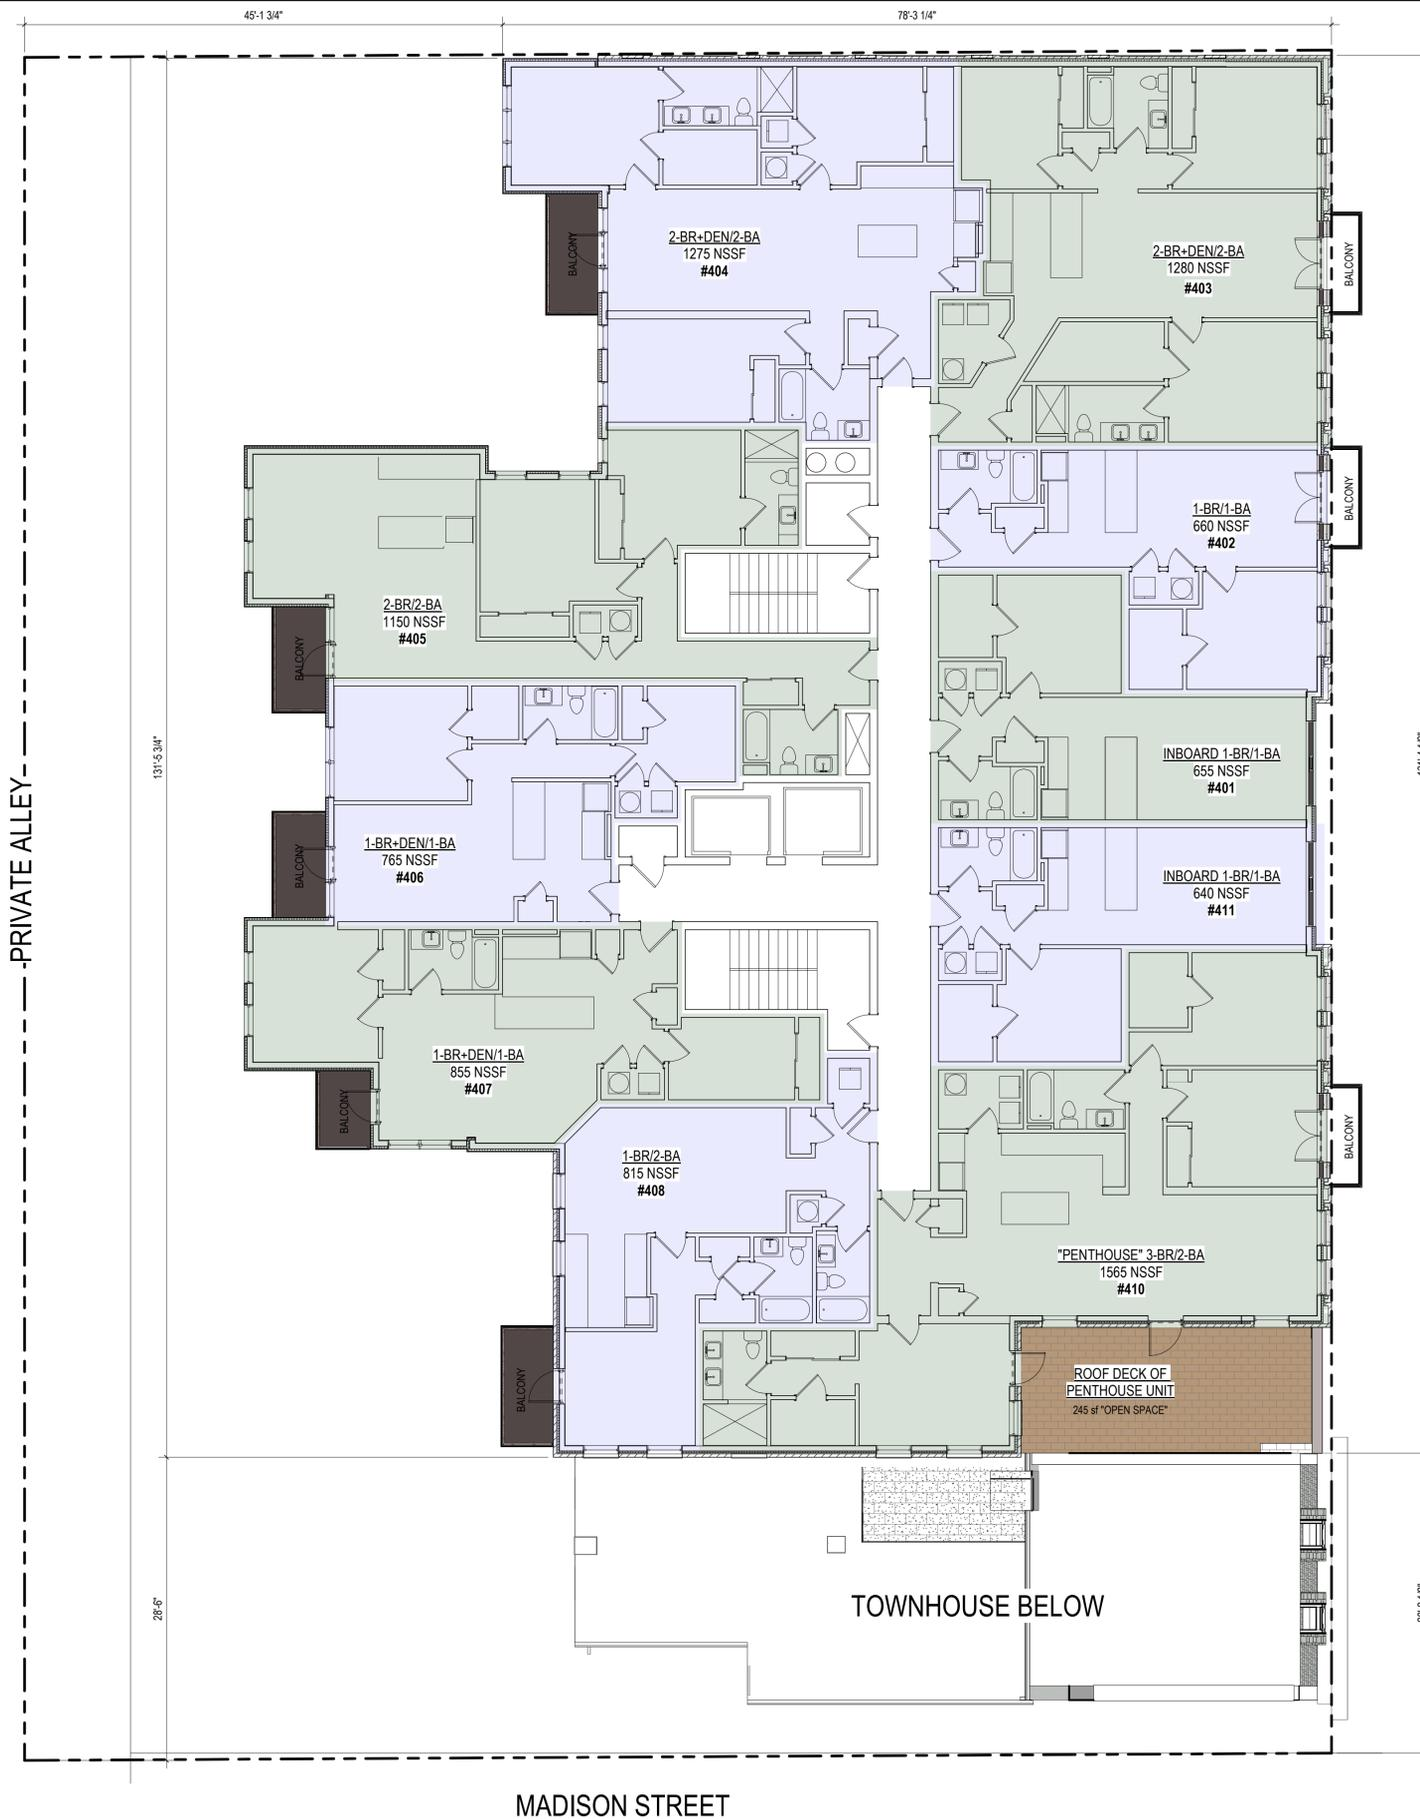 45'-1 3/4"
78'-3 1/4"
2-BR+DEN/2-BA
1275 NSSF
#404
BALCONY
2-BR+DEN/2-BA
1280 NSSF
#403
BALCONY
1-BR/1-BA
660 NSSF
#402
BALCONY
2-BR/2-BA
1150 NSSF
#405
BALCONY
INBOARD 1-BR/1-BA
655 NSSF
#401
131'-5 3/4"
PRIVATE ALLEY
1-BR+DEN/1-BA
765 NSSF
#406
BALCONY
INBOARD 1-BR/1-BA
640 NSSF
#411
1-BR+DEN/1-BA
855 NSSF
#407
BALCONY
BALCONY
1-BR/2-BA
815 NSSF
#408
"PENTHOUSE" 3-BR/2-BA
1565 NSSF
#410
BALCONY
ROOF DECK OF
PENTHOUSE UNIT
245 sf "OPEN SPACE"
28'-6"
TOWNHOUSE BELOW
MADISON STREET